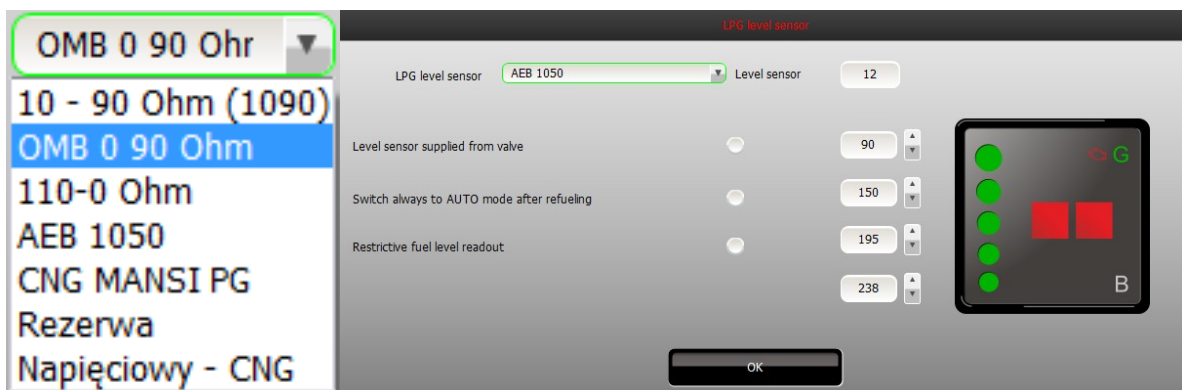 OMB 0 90 Ohr
10 - 90 Ohm (1090)
OMB 0 90 Ohm
110-0 Ohm
AEB 1050
CNG MANSI PG
Rezerwa
Napięciowy - CNG
LPG level sensor
LPG level sensor AEB 1050 Level sensor 12
Level sensor supplied from valve 90
Switch always to AUTO mode after refueling 150
Restrictive fuel level readout 195
238
G
B
OK